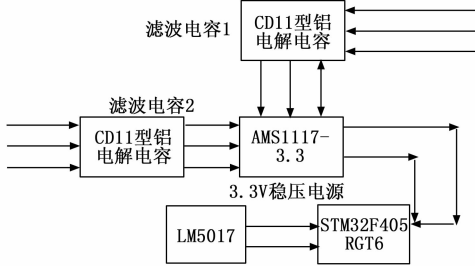 滤波电容1
CD11型铝
电解电容
滤波电容2
CD11型铝
电解电容
AMS1117-
3.3
3.3V稳压电源
LM5017
STM32F405
RGT6